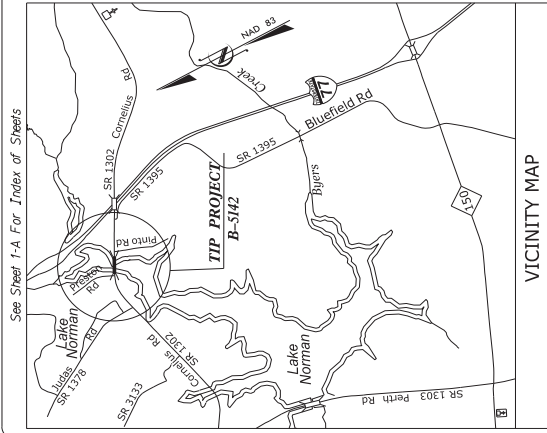 See Sheet 1-A For Index of Sheets
NAD 83
Creek
77
Bluefield Rd
SR 1395
Byers
SR 1302 Cornelius Rd
SR 1395
TIP PROJECT
B-5142
Pinto Rd
Preston
Rd
Lake
Norman
Judas Rd
SR 1378
SR 3133
Cornelius Rd
SR 1302
Lake
Norman
SR 1303 Perth Rd
150
VICINITY MAP